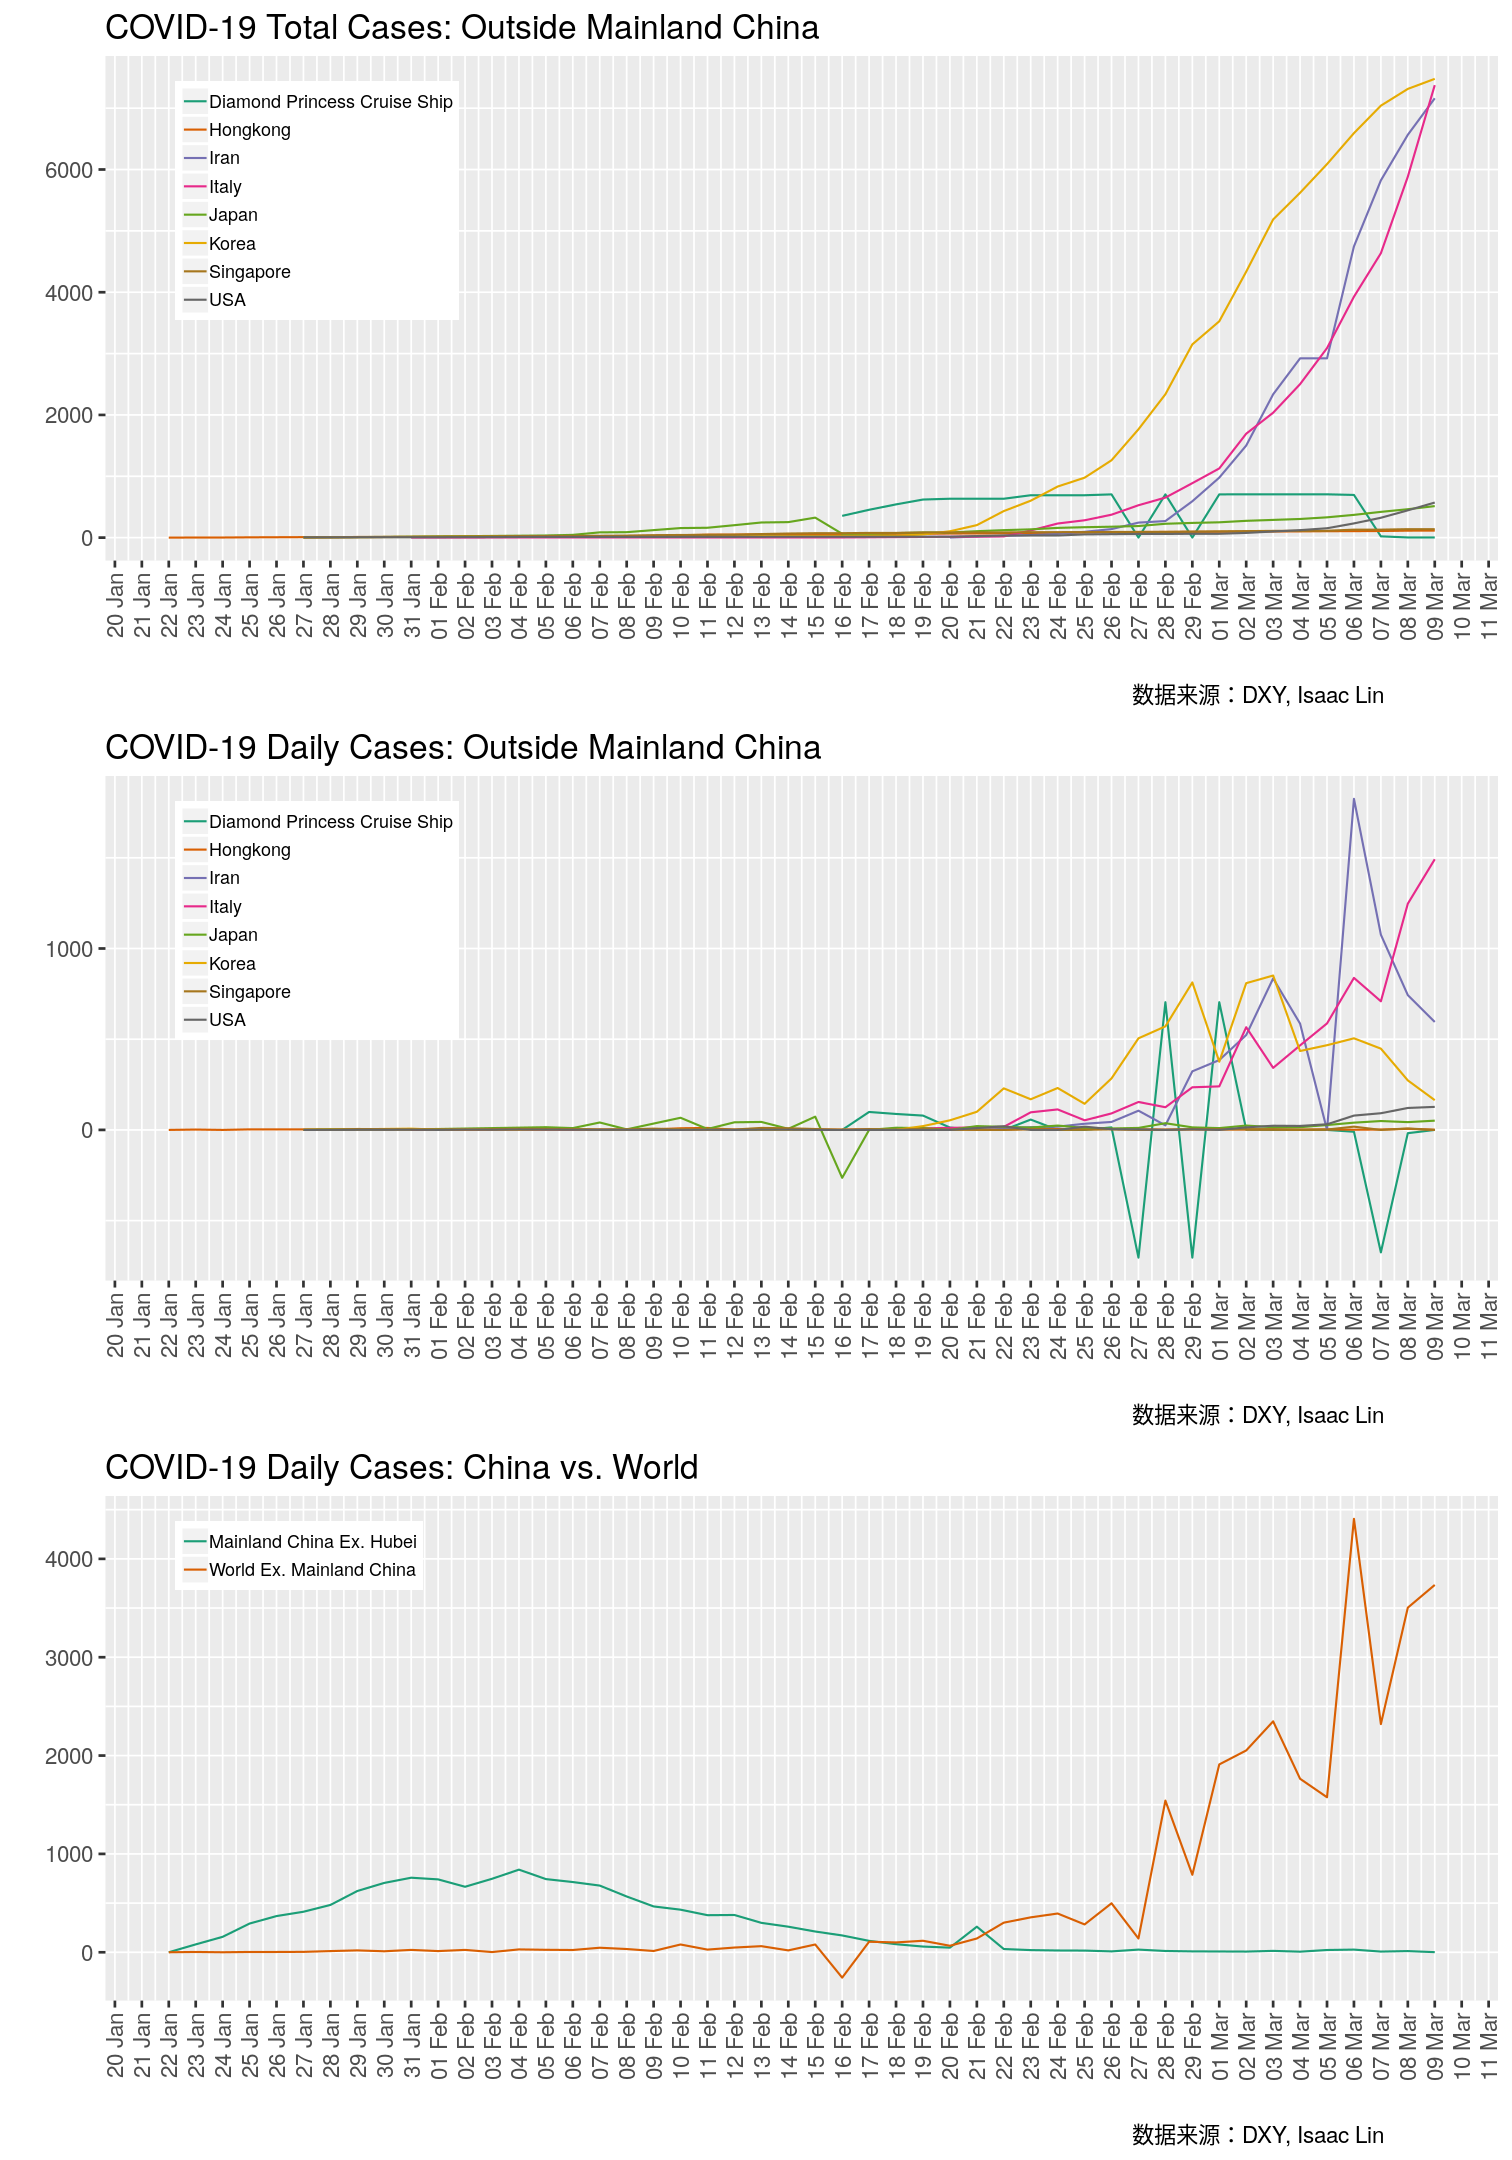 COVID-19 Total Cases: Outside Mainland China
Diamond Princess Cruise Ship
Hongkong
Iran
Italy
Japan
Korea
Singapore
USA
6000
4000
2000
0
20 Jan
21 Jan
22 Jan
23 Jan
24 Jan
25 Jan
26 Jan
27 Jan
28 Jan
29 Jan
30 Jan
31 Jan
01 Feb
02 Feb
03 Feb
04 Feb
05 Feb
06 Feb
07 Feb
08 Feb
09 Feb
10 Feb
11 Feb
12 Feb
13 Feb
14 Feb
15 Feb
16 Feb
17 Feb
18 Feb
19 Feb
20 Feb
21 Feb
22 Feb
23 Feb
24 Feb
25 Feb
26 Feb
27 Feb
28 Feb
29 Feb
01 Mar
02 Mar
03 Mar
04 Mar
05 Mar
06 Mar
07 Mar
08 Mar
09 Mar
10 Mar
11 Mar
数据来源：DXY, Isaac Lin
COVID-19 Daily Cases: Outside Mainland China
Diamond Princess Cruise Ship
Hongkong
Iran
Italy
Japan
Korea
Singapore
USA
1000
0
20 Jan
21 Jan
22 Jan
23 Jan
24 Jan
25 Jan
26 Jan
27 Jan
28 Jan
29 Jan
30 Jan
31 Jan
01 Feb
02 Feb
03 Feb
04 Feb
05 Feb
06 Feb
07 Feb
08 Feb
09 Feb
10 Feb
11 Feb
12 Feb
13 Feb
14 Feb
15 Feb
16 Feb
17 Feb
18 Feb
19 Feb
20 Feb
21 Feb
22 Feb
23 Feb
24 Feb
25 Feb
26 Feb
27 Feb
28 Feb
29 Feb
01 Mar
02 Mar
03 Mar
04 Mar
05 Mar
06 Mar
07 Mar
08 Mar
09 Mar
10 Mar
11 Mar
数据来源：DXY, Isaac Lin
COVID-19 Daily Cases: China vs. World
Mainland China Ex. Hubei
World Ex. Mainland China
4000
3000
2000
1000
0
20 Jan
21 Jan
22 Jan
23 Jan
24 Jan
25 Jan
26 Jan
27 Jan
28 Jan
29 Jan
30 Jan
31 Jan
01 Feb
02 Feb
03 Feb
04 Feb
05 Feb
06 Feb
07 Feb
08 Feb
09 Feb
10 Feb
11 Feb
12 Feb
13 Feb
14 Feb
15 Feb
16 Feb
17 Feb
18 Feb
19 Feb
20 Feb
21 Feb
22 Feb
23 Feb
24 Feb
25 Feb
26 Feb
27 Feb
28 Feb
29 Feb
01 Mar
02 Mar
03 Mar
04 Mar
05 Mar
06 Mar
07 Mar
08 Mar
09 Mar
10 Mar
11 Mar
数据来源：DXY, Isaac Lin